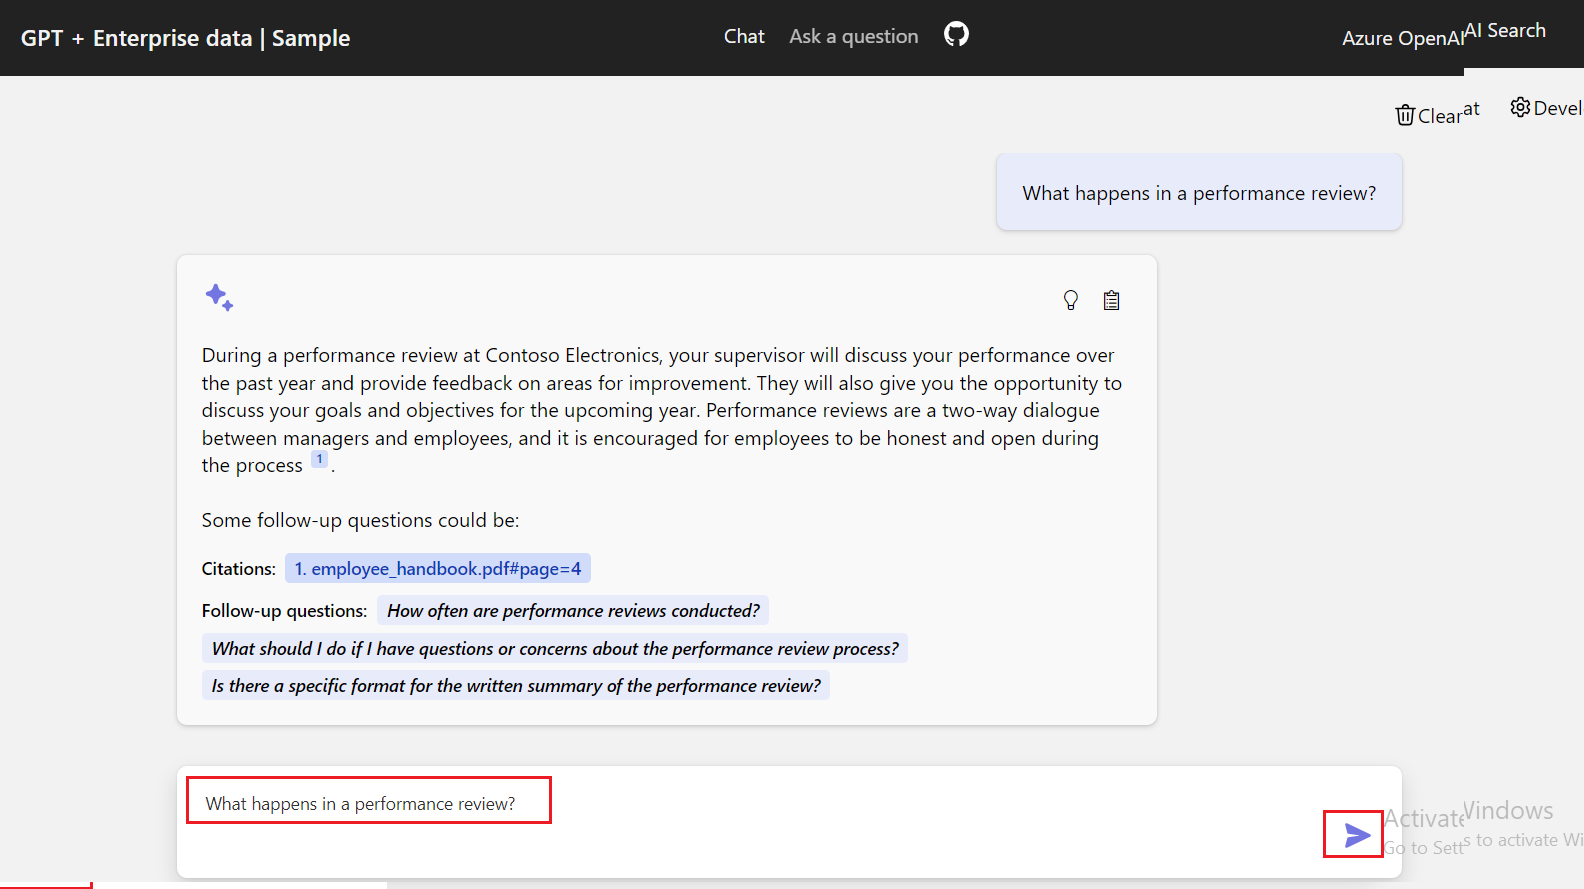 GPT + Enterprise data | Sample
Chat
Ask a question
Azure OpenAI
AI Search
Clear
at
Devel
What happens in a performance review?
During a performance review at Contoso Electronics, your supervisor will discuss your performance over
the past year and provide feedback on areas for improvement. They will also give you the opportunity to
discuss your goals and objectives for the upcoming year. Performance reviews are a two-way dialogue
between managers and employees, and it is encouraged for employees to be honest and open during
the process 1 .
Some follow-up questions could be:
Citations: 1. employee_handbook.pdf#page=4
Follow-up questions: How often are performance reviews conducted?
What should I do if I have questions or concerns about the performance review process?
Is there a specific format for the written summary of the performance review?
What happens in a performance review?
Activate Windows
Go to Sett s to activate Wi